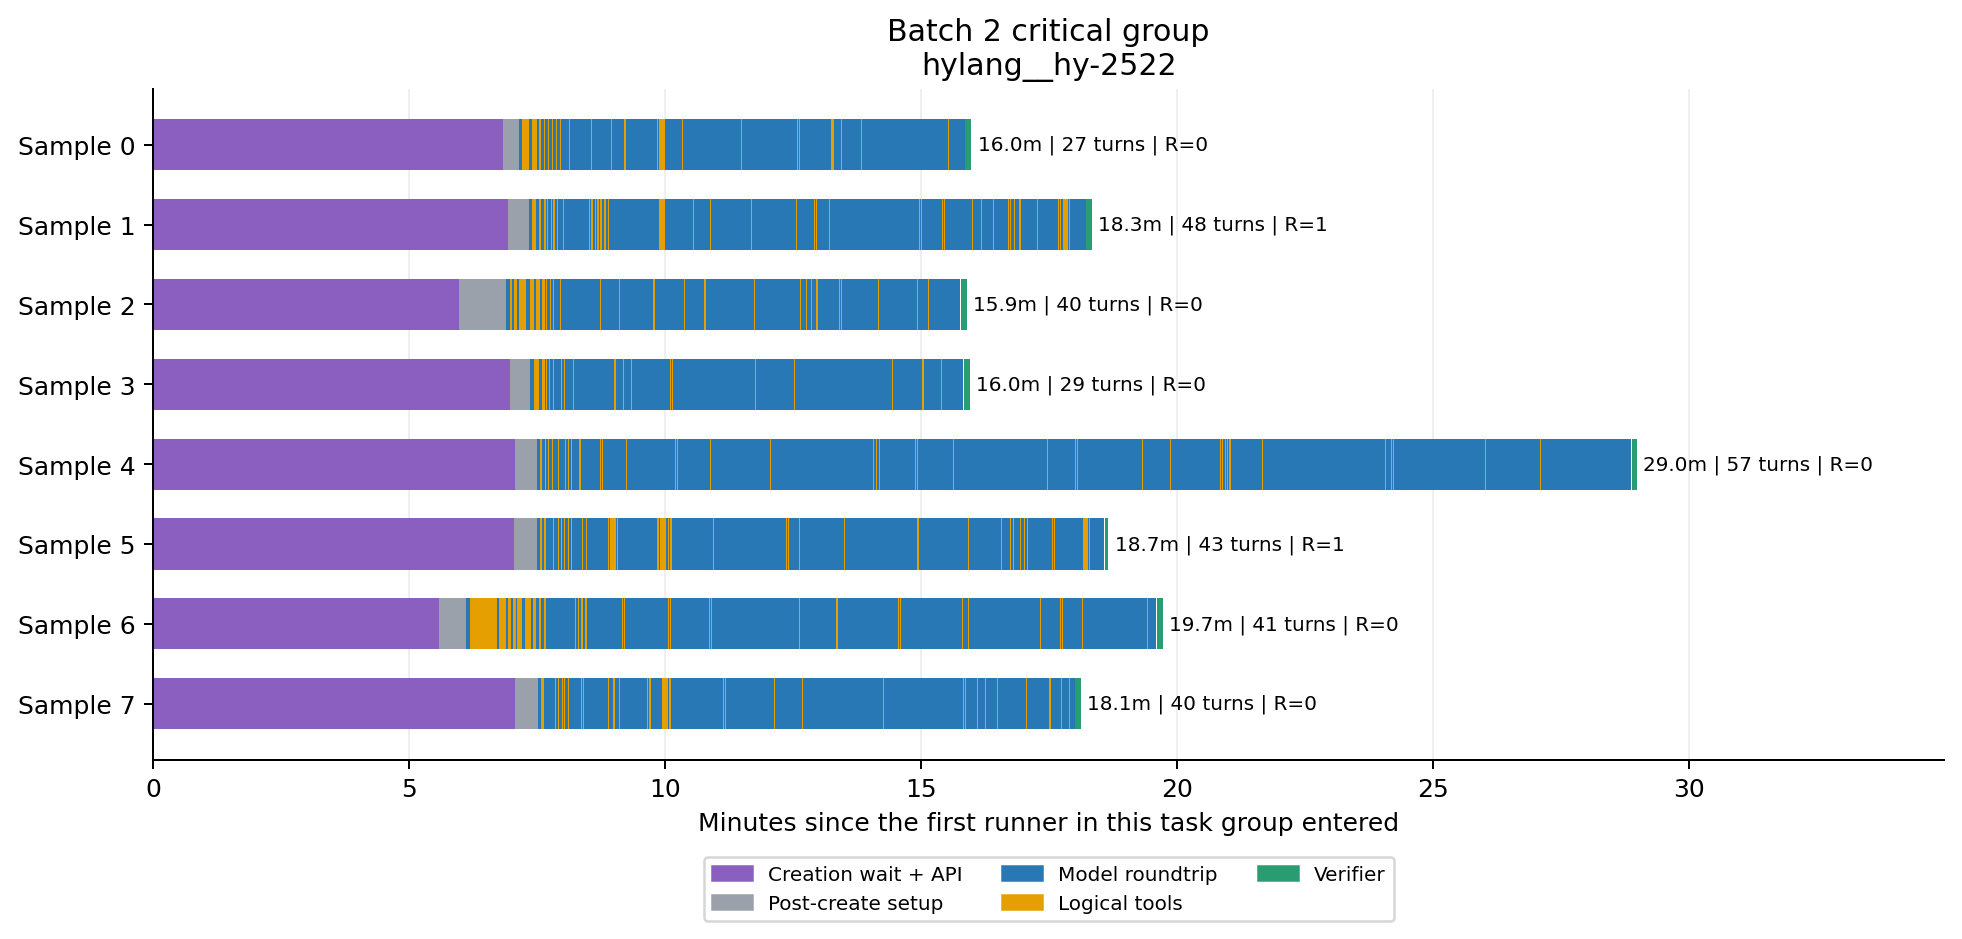 Batch 2 critical group
hylang__hy-2522
Sample 0
16.0m | 27 turns | R=0
Sample 1
18.3m | 48 turns | R=1
Sample 2
15.9m | 40 turns | R=0
Sample 3
16.0m | 29 turns | R=0
Sample 4
29.0m | 57 turns | R=0
Sample 5
18.7m | 43 turns | R=1
Sample 6
19.7m | 41 turns | R=0
Sample 7
18.1m | 40 turns | R=0
0 5 10 15 20 25 30
Minutes since the first runner in this task group entered
Creation wait + API Model roundtrip Verifier
Post-create setup Logical tools